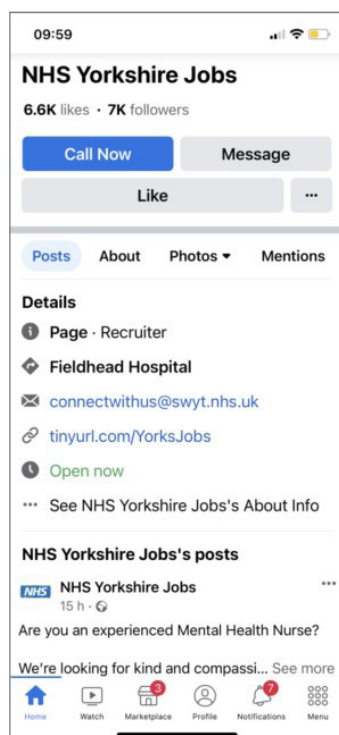 09:59
NHS Yorkshire Jobs
6.6K likes · 7K followers
Call Now Message
Like ...
Posts About Photos Mentions
Details
Page · Recruiter
Fieldhead Hospital
connectwithus@swyt.nhs.uk
tinyurl.com/YorksJobs
Open now
... See NHS Yorkshire Jobs's About Info
NHS Yorkshire Jobs's posts
NHS NHS Yorkshire Jobs ...
15 h ·
Are you an experienced Mental Health Nurse?
We're looking for kind and compassi... See more
3 7
Home Watch Marketplace Profile Notifications Menu